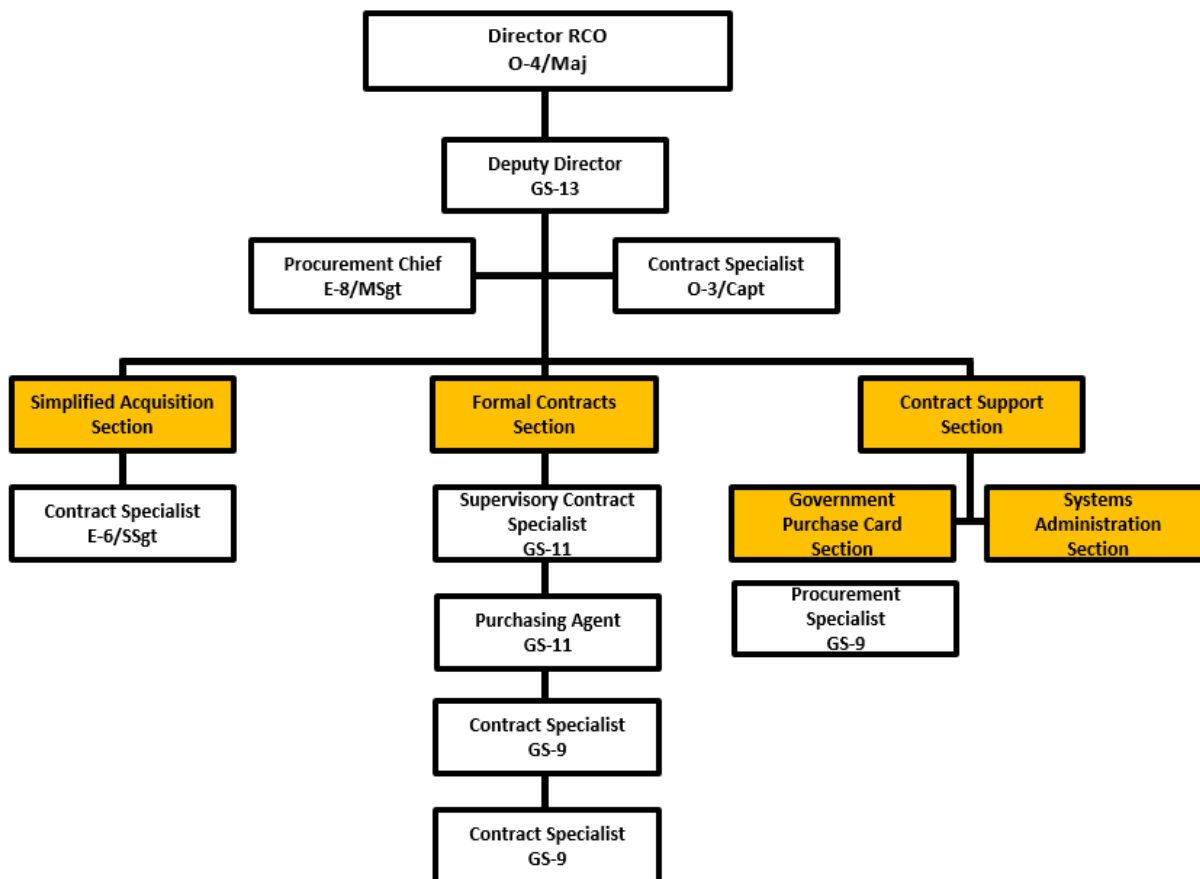 Director RCO
O-4/Maj
Deputy Director
GS-13
Procurement Chief
E-8/MSgt
Contract Specialist
O-3/Capt
Simplified Acquisition
Section
Formal Contracts
Section
Contract Support
Section
Contract Specialist
E-6/SSgt
Supervisory Contract
Specialist
GS-11
Government
Purchase Card
Section
Systems
Administration
Section
Purchasing Agent
GS-11
Procurement
Specialist
GS-9
Contract Specialist
GS-9
Contract Specialist
GS-9